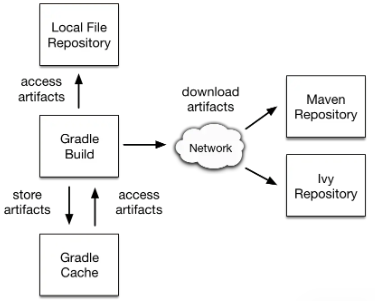 Local File
Repository
access
artifacts
download
artifacts
Maven
Repository
Gradle
Build
Network
Ivy
Repository
store
artifacts
access
artifacts
Gradle
Cache